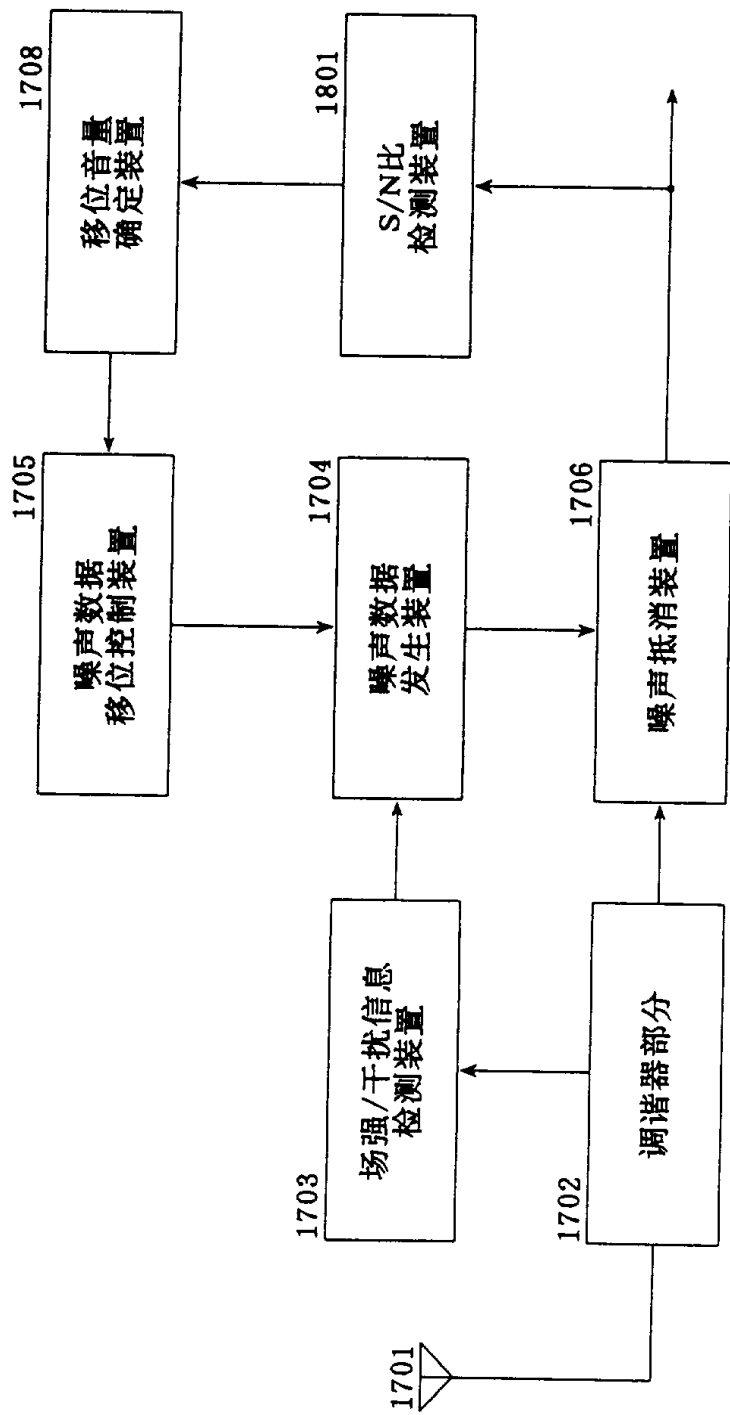 1708
移位音量
确定装置
1801
S/N比
检测装置
1705
噪声数据
移位控制装置
1704
噪声数据
发生装置
1706
噪声抵消装置
1703
场强/干扰信息
检测装置
1702
调谐器部分
1701